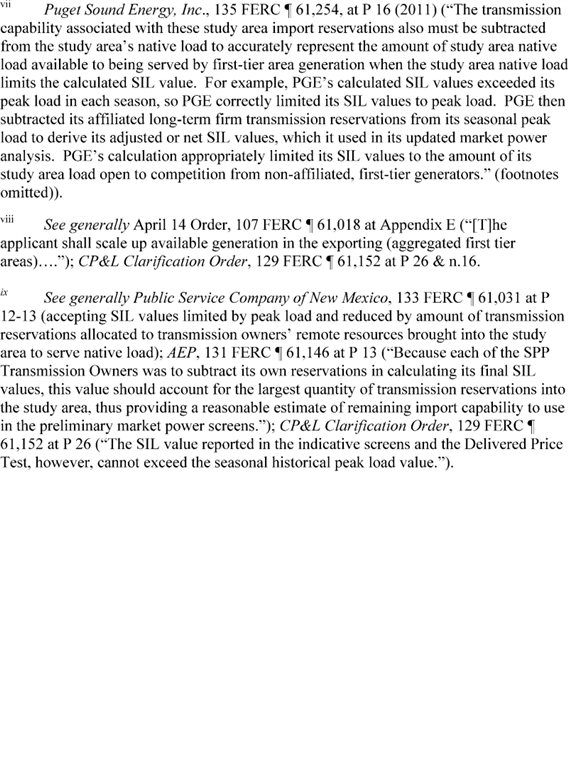 vii Puget Sound Energy, Inc., 135 FERC ¶ 61,254, at P 16 (2011) (“The transmission
capability associated with these study area import reservations also must be subtracted
from the study area’s native load to accurately represent the amount of study area native
load available to being served by first-tier area generation when the study area native load
limits the calculated SIL value.  For example, PGE’s calculated SIL values exceeded its
peak load in each season, so PGE correctly limited its SIL values to peak load.  PGE then
subtracted its affiliated long-term firm transmission reservations from its seasonal peak
load to derive its adjusted or net SIL values, which it used in its updated market power
analysis.  PGE’s calculation appropriately limited its SIL values to the amount of its
study area load open to competition from non-affiliated, first-tier generators.” (footnotes
omitted)).
viii See generally April 14 Order, 107 FERC ¶ 61,018 at Appendix E (“[T]he
applicant shall scale up available generation in the exporting (aggregated first tier
areas)….”); CP&L Clarification Order, 129 FERC ¶ 61,152 at P 26 & n.16.
ix See generally Public Service Company of New Mexico, 133 FERC ¶ 61,031 at P
12-13 (accepting SIL values limited by peak load and reduced by amount of transmission
reservations allocated to transmission owners’ remote resources brought into the study
area to serve native load); AEP, 131 FERC ¶ 61,146 at P 13 (“Because each of the SPP
Transmission Owners was to subtract its own reservations in calculating its final SIL
values, this value should account for the largest quantity of transmission reservations into
the study area, thus providing a reasonable estimate of remaining import capability to use
in the preliminary market power screens.”); CP&L Clarification Order, 129 FERC ¶
61,152 at P 26 (“The SIL value reported in the indicative screens and the Delivered Price
Test, however, cannot exceed the seasonal historical peak load value.”).